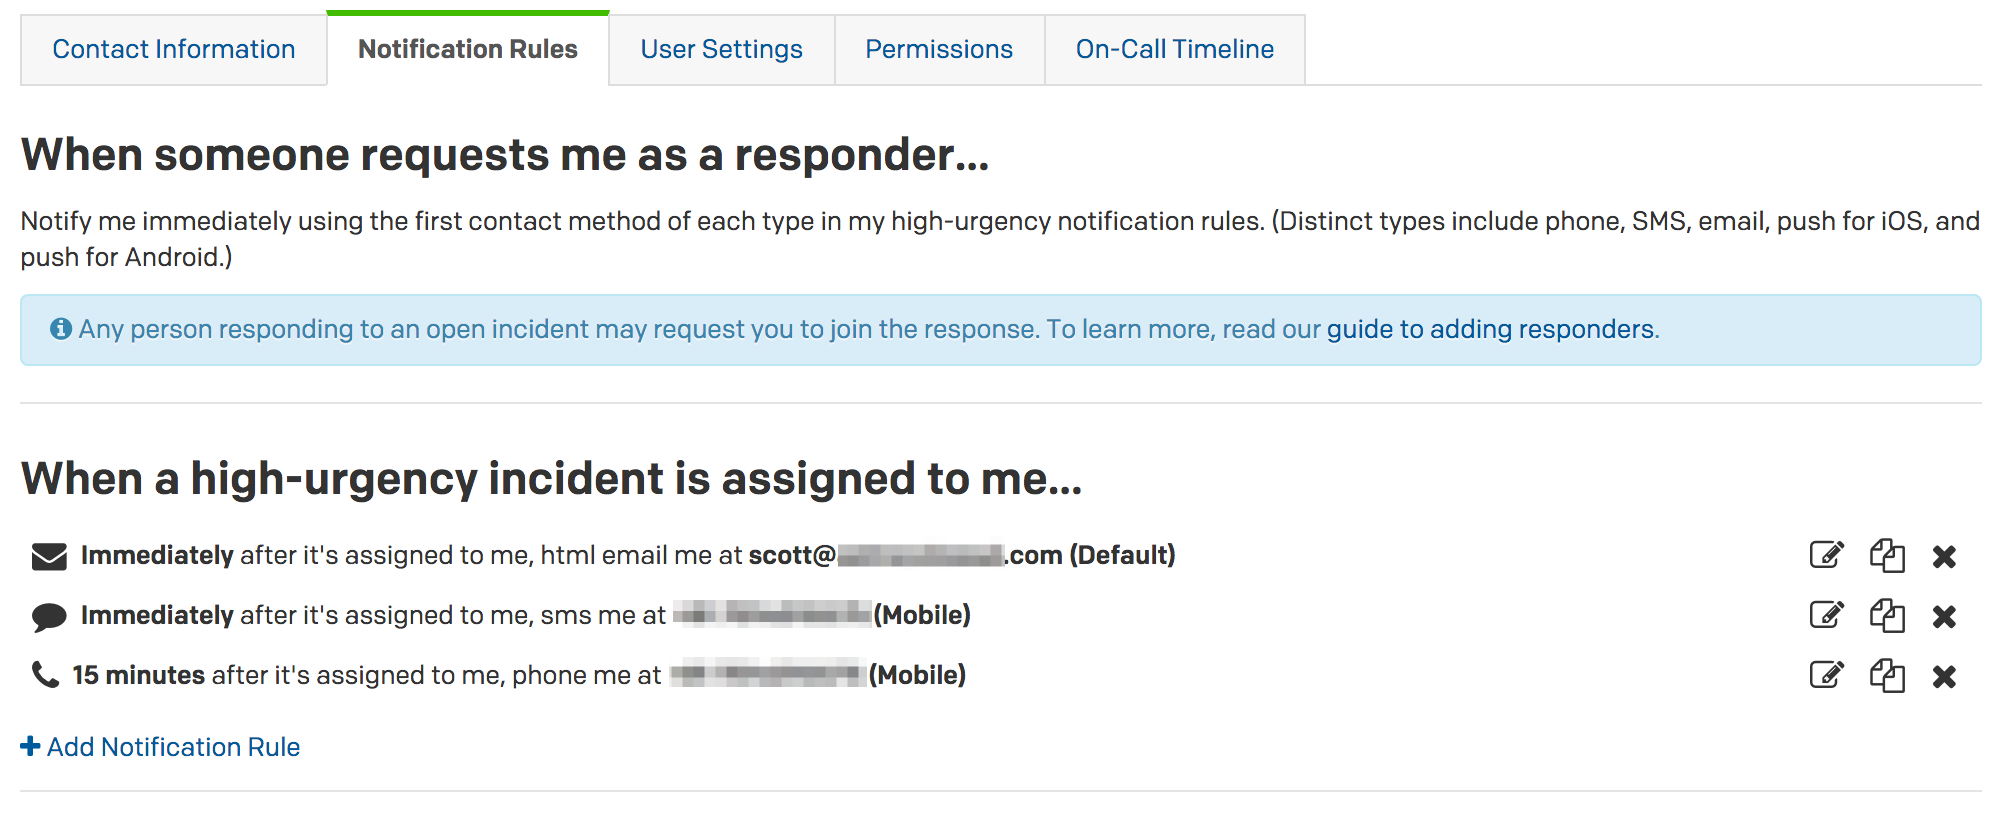 Contact Information
Notification Rules
User Settings
Permissions
On-Call Timeline
When someone requests me as a responder...
Notify me immediately using the first contact method of each type in my high-urgency notification rules. (Distinct types include phone, SMS, email, push for iOS, and
push for Android.)
Any person responding to an open incident may request you to join the response. To learn more, read our guide to adding responders.
When a high-urgency incident is assigned to me...
Immediately after it's assigned to me, html email me at scott@ .com (Default)
Immediately after it's assigned to me, sms me at (Mobile)
15 minutes after it's assigned to me, phone me at (Mobile)
Add Notification Rule